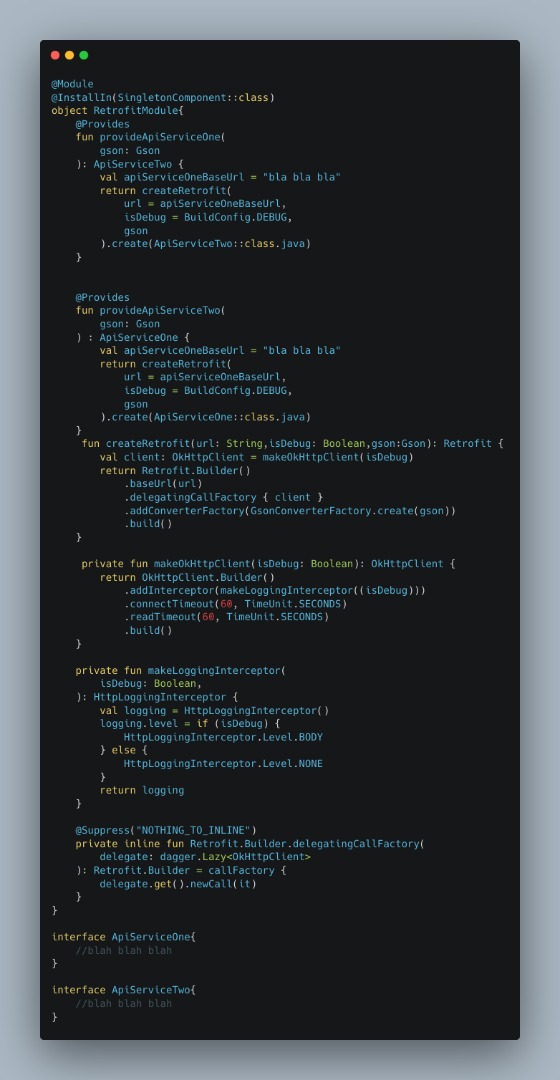 @Module
@InstallIn(SingletonComponent::class)
object RetrofitModule{
    @Provides
    fun provideApiServiceOne(
        gson: Gson
    ): ApiServiceTwo {
        val apiServiceOneBaseUrl = "bla bla bla"
        return createRetrofit(
            url = apiServiceOneBaseUrl,
            isDebug = BuildConfig.DEBUG,
            gson
        ).create(ApiServiceTwo::class.java)
    }


    @Provides
    fun provideApiServiceTwo(
        gson: Gson
    ) : ApiServiceOne {
        val apiServiceOneBaseUrl = "bla bla bla"
        return createRetrofit(
            url = apiServiceOneBaseUrl,
            isDebug = BuildConfig.DEBUG,
            gson
        ).create(ApiServiceOne::class.java)
    }
     fun createRetrofit(url: String,isDebug: Boolean,gson:Gson): Retrofit {
        val client: OkHttpClient = makeOkHttpClient(isDebug)
        return Retrofit.Builder()
            .baseUrl(url)
            .delegatingCallFactory { client }
            .addConverterFactory(GsonConverterFactory.create(gson))
            .build()
    }

     private fun makeOkHttpClient(isDebug: Boolean): OkHttpClient {
        return OkHttpClient.Builder()
            .addInterceptor(makeLoggingInterceptor((isDebug)))
            .connectTimeout(60, TimeUnit.SECONDS)
            .readTimeout(60, TimeUnit.SECONDS)
            .build()
    }

    private fun makeLoggingInterceptor(
        isDebug: Boolean,
    ): HttpLoggingInterceptor {
        val logging = HttpLoggingInterceptor()
        logging.level = if (isDebug) {
            HttpLoggingInterceptor.Level.BODY
        } else {
            HttpLoggingInterceptor.Level.NONE
        }
        return logging
    }

    @Suppress("NOTHING_TO_INLINE")
    private inline fun Retrofit.Builder.delegatingCallFactory(
        delegate: dagger.Lazy<OkHttpClient>
    ): Retrofit.Builder = callFactory {
        delegate.get().newCall(it)
    }
}

interface ApiServiceOne{
    //blah blah blah
}

interface ApiServiceTwo{
    //blah blah blah
}